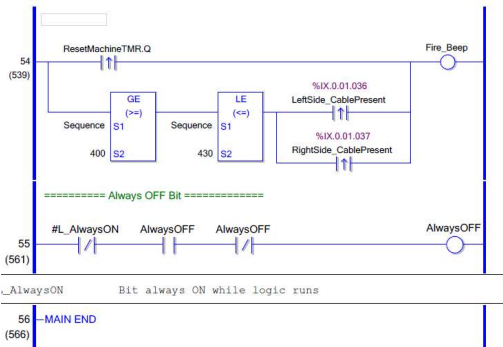 ResetMachineTMR.Q
Fire_Beep
54
(539)
↑
%IX.0.01.036
LeftSide_CablePresent
↑
GE
(>=)
LE
(<=)
Sequence S1
Sequence S1
%IX.0.01.037
RightSide_CablePresent
↑
400 S2
430 S2
========== Always OFF Bit =============
#L_AlwaysON
AlwaysOFF
AlwaysOFF
AlwaysOFF
55
(561)
/
/
._AlwaysON Bit always ON while logic runs
56
MAIN END
(566)